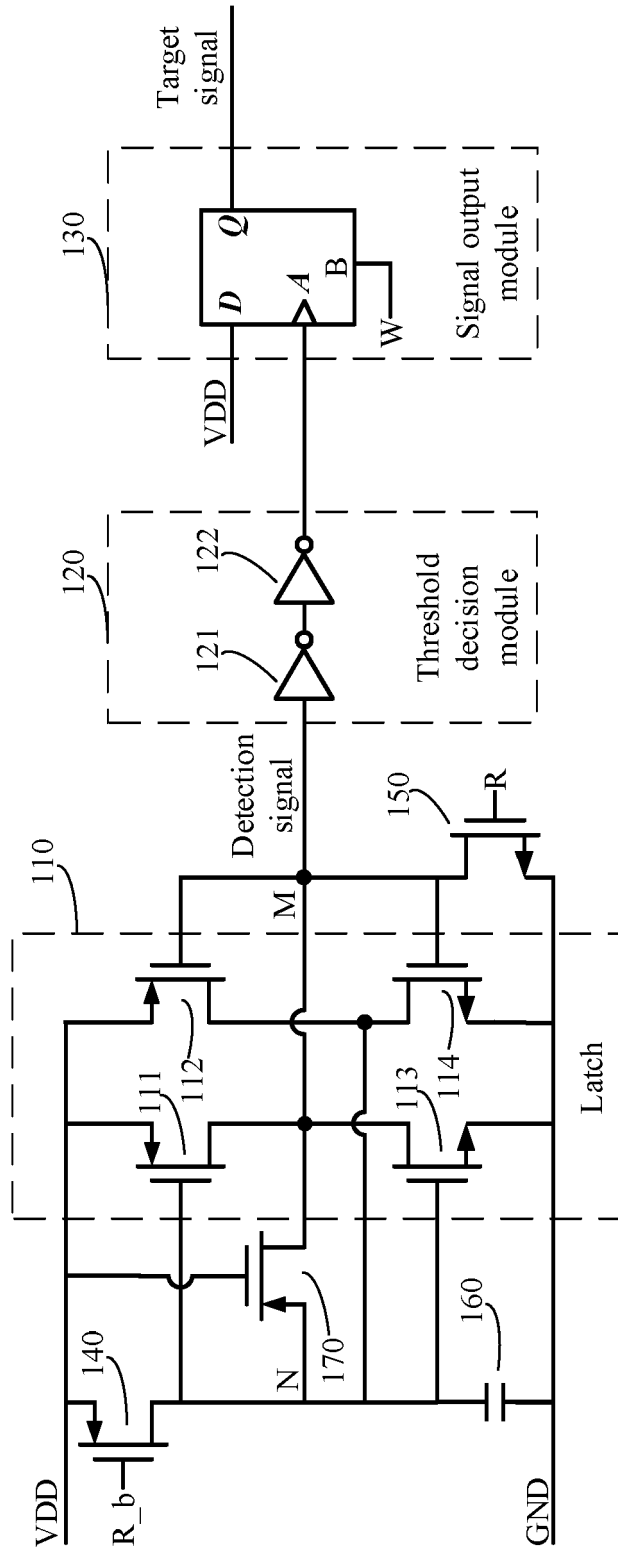 VDD
R_b
140
N
170
160
GND
110
111
112
113
114
Latch
M
150
R
Detection
signal
120
121
122
Threshold
decision
module
130
VDD
D
Q
A
B
W
Signal output
module
Target
signal